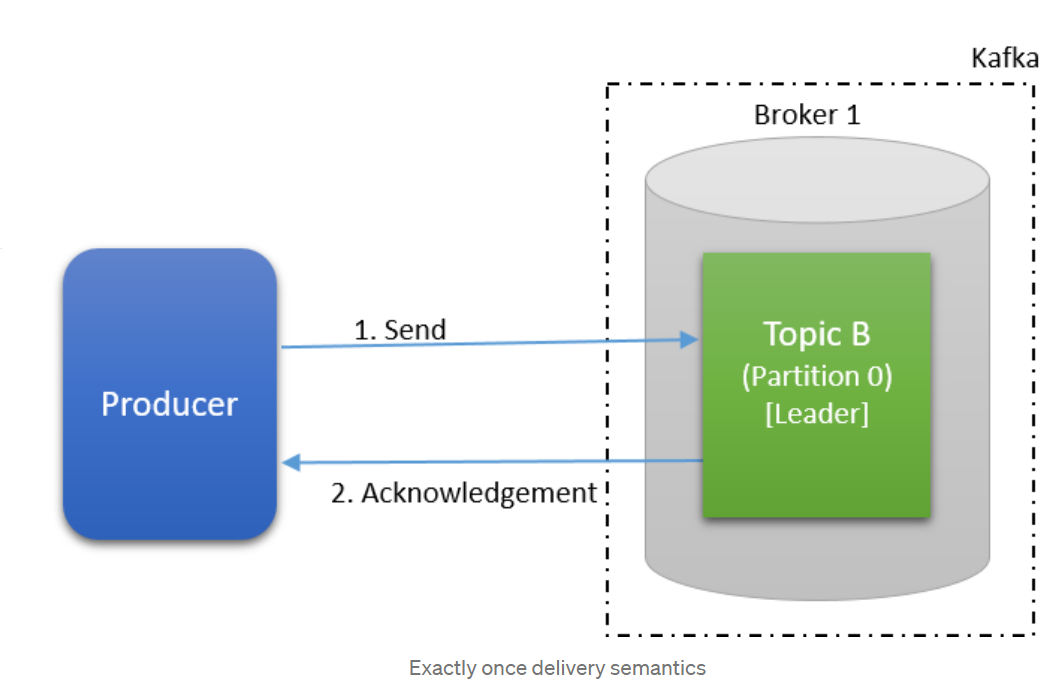 Kafka
Broker 1
1. Send
Topic B
(Partition 0)
[Leader]
Producer
2. Acknowledgement
Exactly once delivery semantics